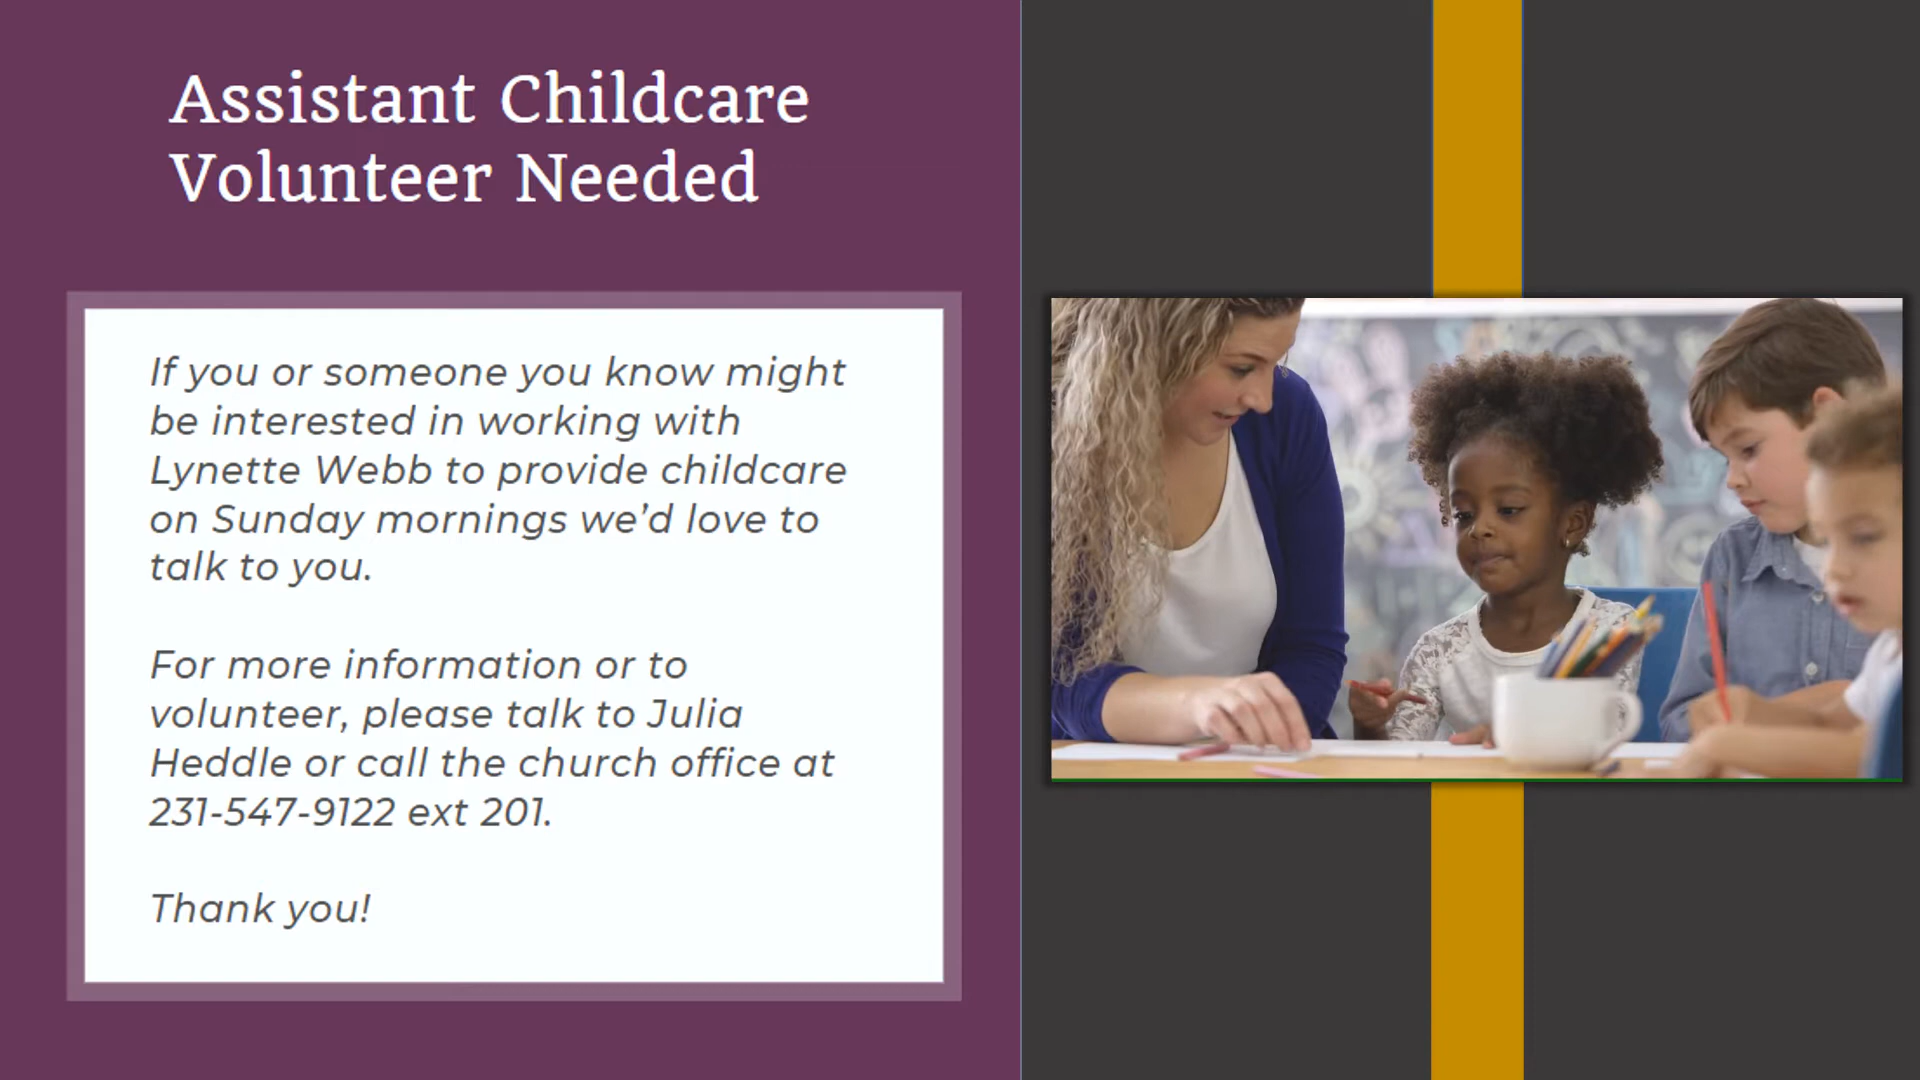 Assistant Childcare
Volunteer Needed
If you or someone you know might
be interested in working with
Lynette Webb to provide childcare
on Sunday mornings we’d love to
talk to you.
For more information or to
volunteer, please talk to Julia
Heddle or call the church office at
231-547-9122 ext 201.
Thank you!